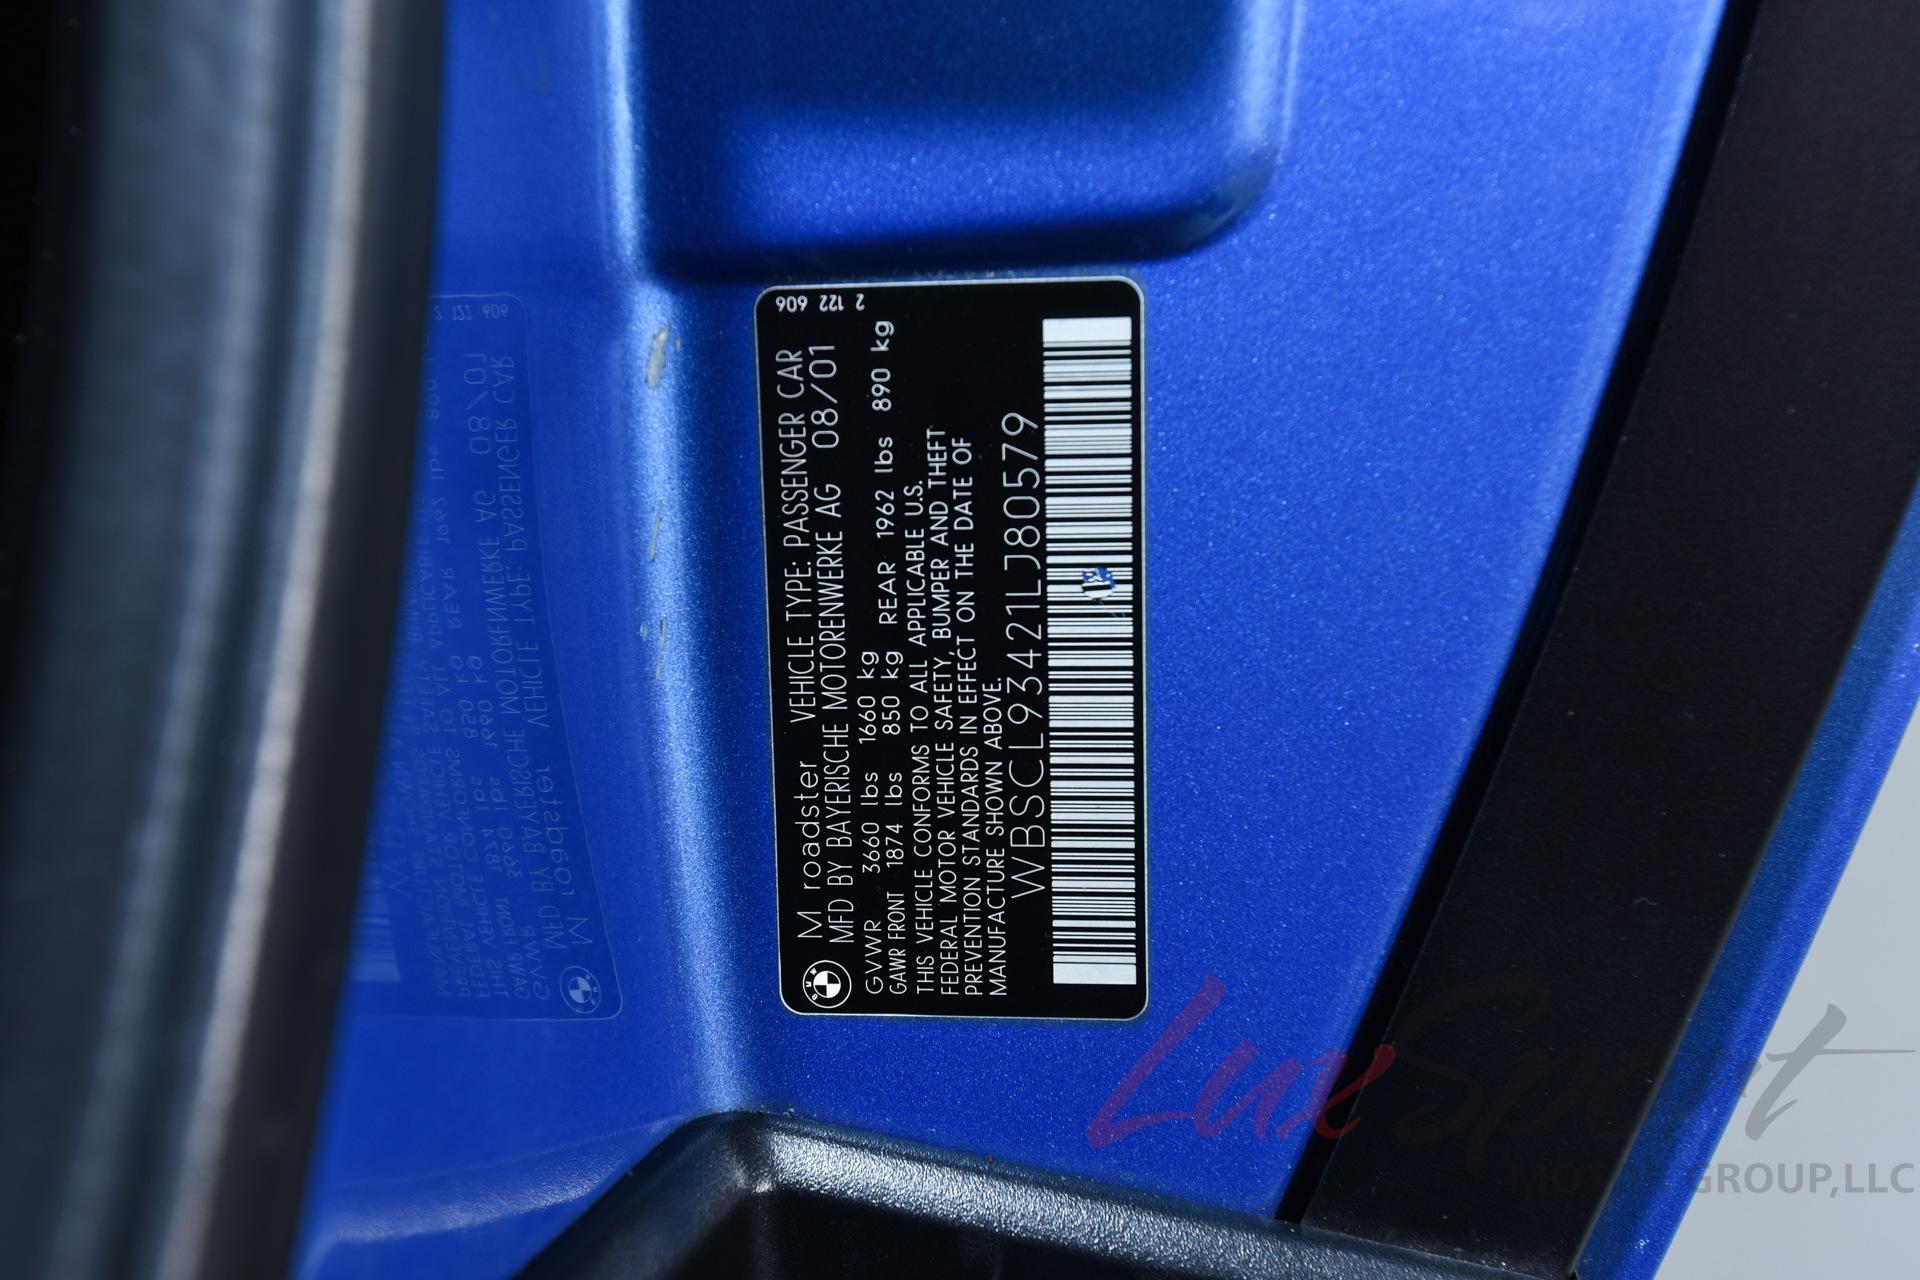 M roadster VEHICLE TYPE: PASSENGER CAR
MFD BY BAYERISCHE MOTORENWERKE AG 08/01
GVWR 3660 lbs 1660 kg
GAWR FRONT 1874 lbs 850 kg REAR 1962 lbs 890 kg
THIS VEHICLE CONFORMS TO ALL APPLICABLE U.S.
FEDERAL MOTOR VEHICLE SAFETY, BUMPER AND THEFT
PREVENTION STANDARDS IN EFFECT ON THE DATE OF
MANUFACTURE SHOWN ABOVE.
WBSCL93421LJ80579
2 122 606
LuxSport
MOTOR GROUP,LLC